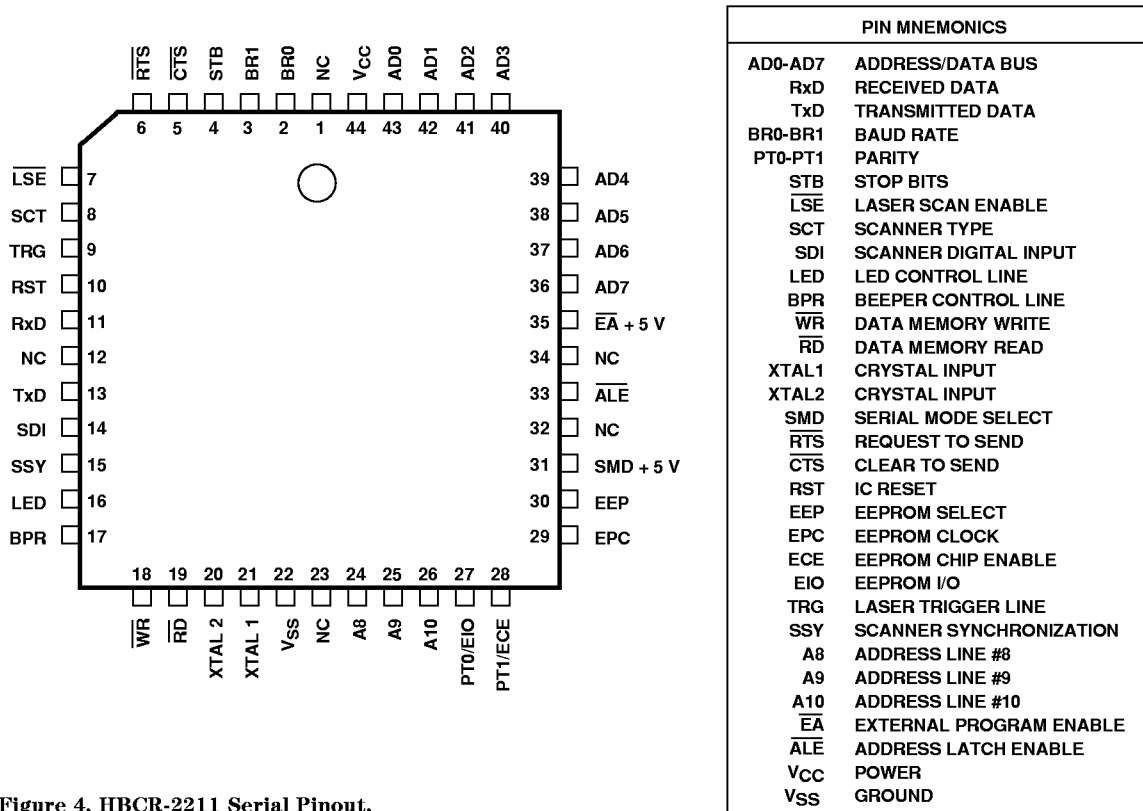 RTS CTS STB BR1 BR0 NC VCC AD0 AD1 AD2 AD3
6 5 4 3 2 1 44 43 42 41 40
LSE 7 39 AD4
SCT 8 38 AD5
TRG 9 37 AD6
RST 10 36 AD7
RxD 11 35 EA + 5 V
NC 12 34 NC
TxD 13 33 ALE
SDI 14 32 NC
SSY 15 31 SMD + 5 V
LED 16 30 EEP
BPR 17 29 EPC
18 19 20 21 22 23 24 25 26 27 28
WR RD XTAL 2 XTAL 1 VSS NC A8 A9 A10 PT0/EIO PT1/ECE
Figure 4. HBCR-2211 Serial Pinout.
PIN MNEMONICS
AD0-AD7 ADDRESS/DATA BUS
RxD RECEIVED DATA
TxD TRANSMITTED DATA
BR0-BR1 BAUD RATE
PT0-PT1 PARITY
STB STOP BITS
LSE LASER SCAN ENABLE
SCT SCANNER TYPE
SDI SCANNER DIGITAL INPUT
LED LED CONTROL LINE
BPR BEEPER CONTROL LINE
WR DATA MEMORY WRITE
RD DATA MEMORY READ
XTAL1 CRYSTAL INPUT
XTAL2 CRYSTAL INPUT
SMD SERIAL MODE SELECT
RTS REQUEST TO SEND
CTS CLEAR TO SEND
RST IC RESET
EEP EEPROM SELECT
EPC EEPROM CLOCK
ECE EEPROM CHIP ENABLE
EIO EEPROM I/O
TRG LASER TRIGGER LINE
SSY SCANNER SYNCHRONIZATION
A8 ADDRESS LINE #8
A9 ADDRESS LINE #9
A10 ADDRESS LINE #10
EA EXTERNAL PROGRAM ENABLE
ALE ADDRESS LATCH ENABLE
VCC POWER
VSS GROUND